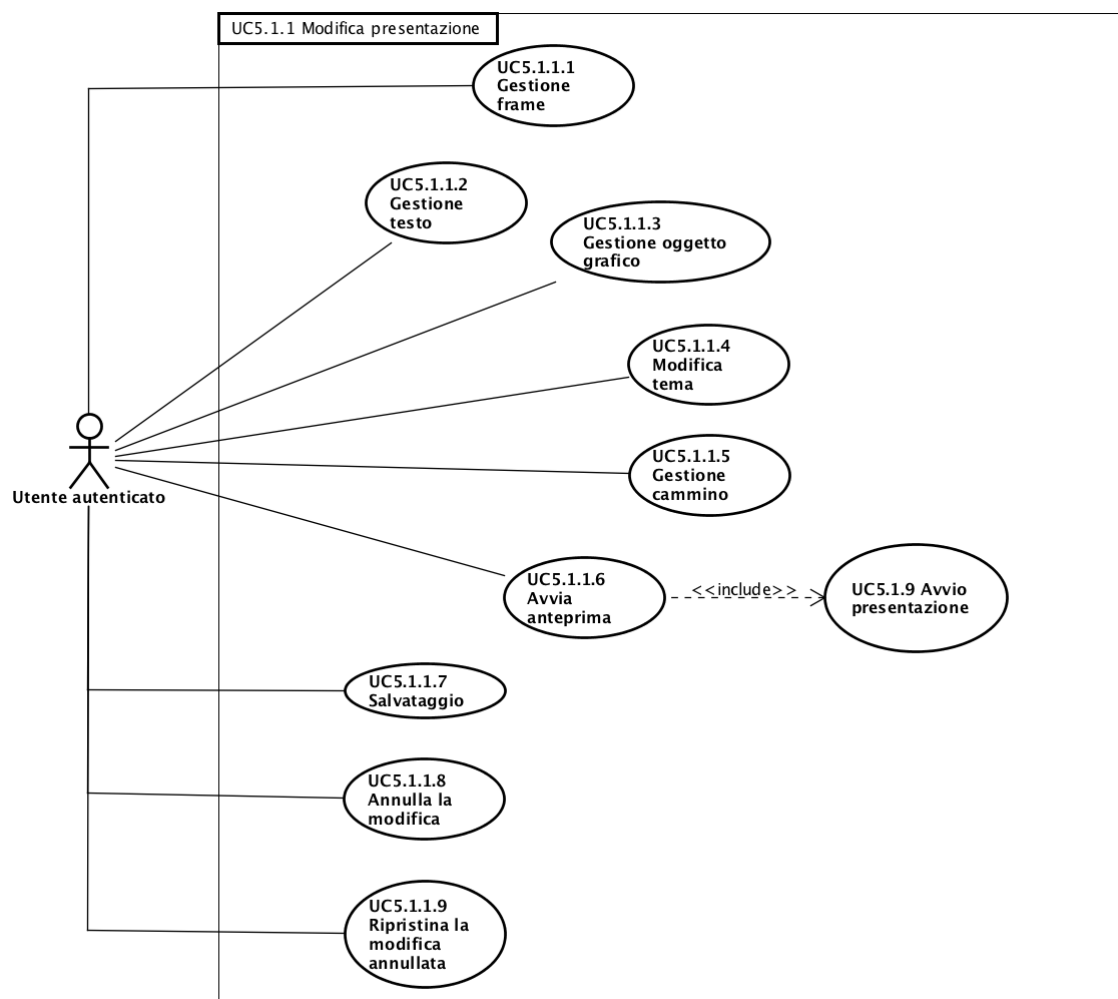 UC5.1.1 Modifica presentazione
UC5.1.1.1
Gestione
frame
UC5.1.1.2
Gestione
testo
UC5.1.1.3
Gestione oggetto
grafico
UC5.1.1.4
Modifica
tema
UC5.1.1.5
Gestione
cammino
Utente autenticato
UC5.1.1.6
Avvia
anteprima
<<include>>
UC5.1.9 Avvio
presentazione
UC5.1.1.7
Salvataggio
UC5.1.1.8
Annulla la
modifica
UC5.1.1.9
Ripristina la
modifica
annullata